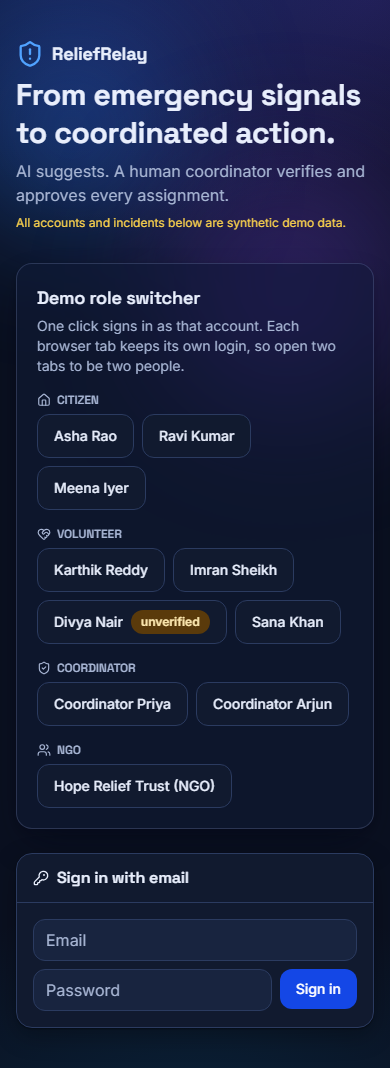 ReliefRelay
From emergency signals
to coordinated action.
AI suggests. A human coordinator verifies and
approves every assignment.
All accounts and incidents below are synthetic demo data.
Demo role switcher
One click signs in as that account. Each
browser tab keeps its own login, so open two
tabs to be two people.
CITIZEN
Asha Rao Ravi Kumar
Meena Iyer
VOLUNTEER
Karthik Reddy Imran Sheikh
Divya Nair unverified Sana Khan
COORDINATOR
Coordinator Priya Coordinator Arjun
NGO
Hope Relief Trust (NGO)
Sign in with email
Email
Password Sign in